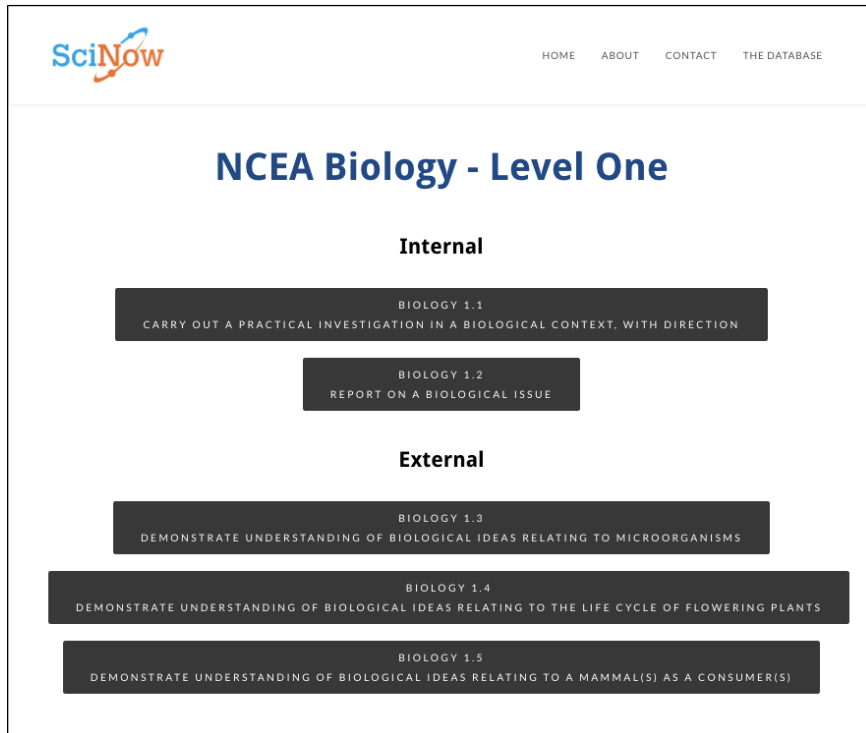 SciNow
HOME ABOUT CONTACT THE DATABASE
NCEA Biology - Level One
Internal
BIOLOGY 1.1
CARRY OUT A PRACTICAL INVESTIGATION IN A BIOLOGICAL CONTEXT, WITH DIRECTION
BIOLOGY 1.2
REPORT ON A BIOLOGICAL ISSUE
External
BIOLOGY 1.3
DEMONSTRATE UNDERSTANDING OF BIOLOGICAL IDEAS RELATING TO MICROORGANISMS
BIOLOGY 1.4
DEMONSTRATE UNDERSTANDING OF BIOLOGICAL IDEAS RELATING TO THE LIFE CYCLE OF FLOWERING PLANTS
BIOLOGY 1.5
DEMONSTRATE UNDERSTANDING OF BIOLOGICAL IDEAS RELATING TO A MAMMAL(S) AS A CONSUMER(S)